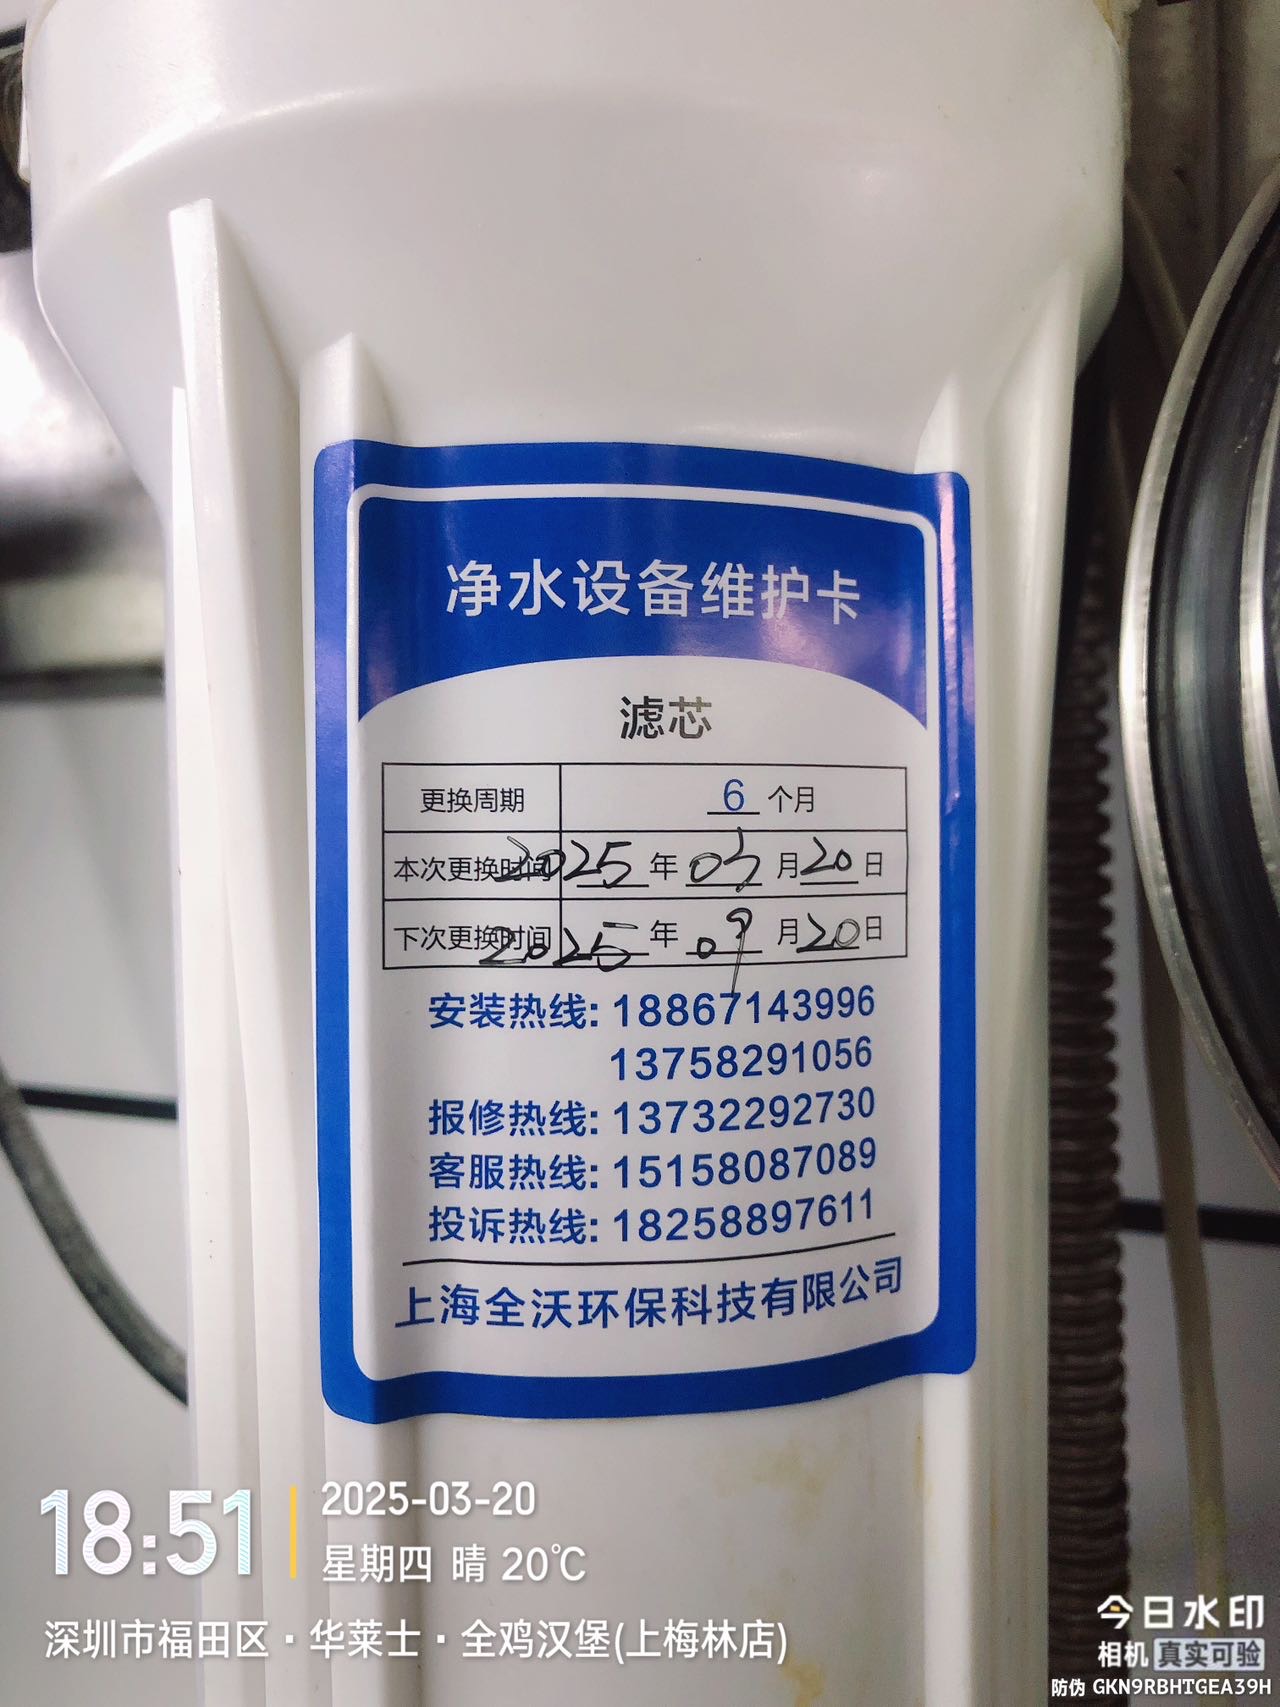 净水设备维护卡
滤芯
更换周期 6 个月
本次更换时间 2025 年 03 月 20 日
下次更换时间 2025 年 09 月 20 日
安装热线: 18867143996
13758291056
报修热线: 13732292730
客服热线: 15158087089
投诉热线: 18258897611
上海全沃环保科技有限公司
18:51
2025-03-20
星期四 晴 20℃
深圳市福田区·华莱士·全鸡汉堡(上梅林店)
今日水印
相机 真实可验
防伪 GKN9RBHTGEA39H